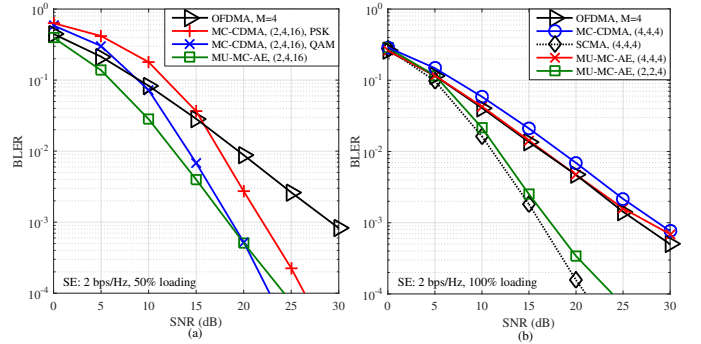 OFDMA, M=4
MC-CDMA, (2,4,16), PSK
MC-CDMA, (2,4,16), QAM
MU-MC-AE, (2,4,16)
BLER
10^0
10^-1
10^-2
10^-3
10^-4
SE: 2 bps/Hz, 50% loading
0 5 10 15 20 25 30
SNR (dB)
(a)
OFDMA, M=4
MC-CDMA, (4,4,4)
SCMA, (4,4,4)
MU-MC-AE, (4,4,4)
MU-MC-AE, (2,2,4)
BLER
10^0
10^-1
10^-2
10^-3
10^-4
SE: 2 bps/Hz, 100% loading
0 5 10 15 20 25 30
SNR (dB)
(b)